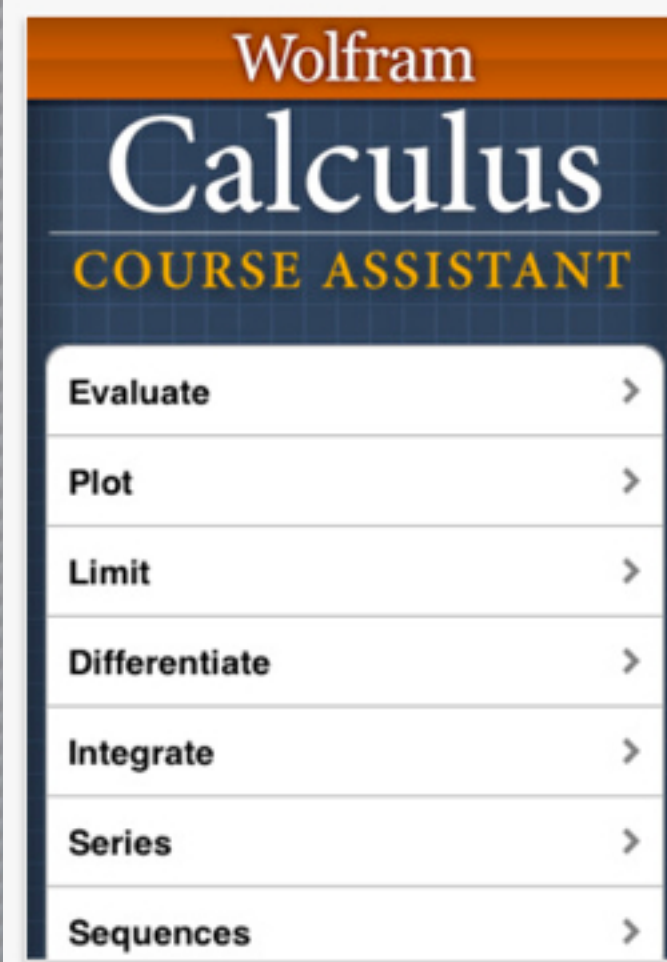 Wolfram
Calculus
COURSE ASSISTANT
Evaluate
Plot
Limit
Differentiate
Integrate
Series
Sequences